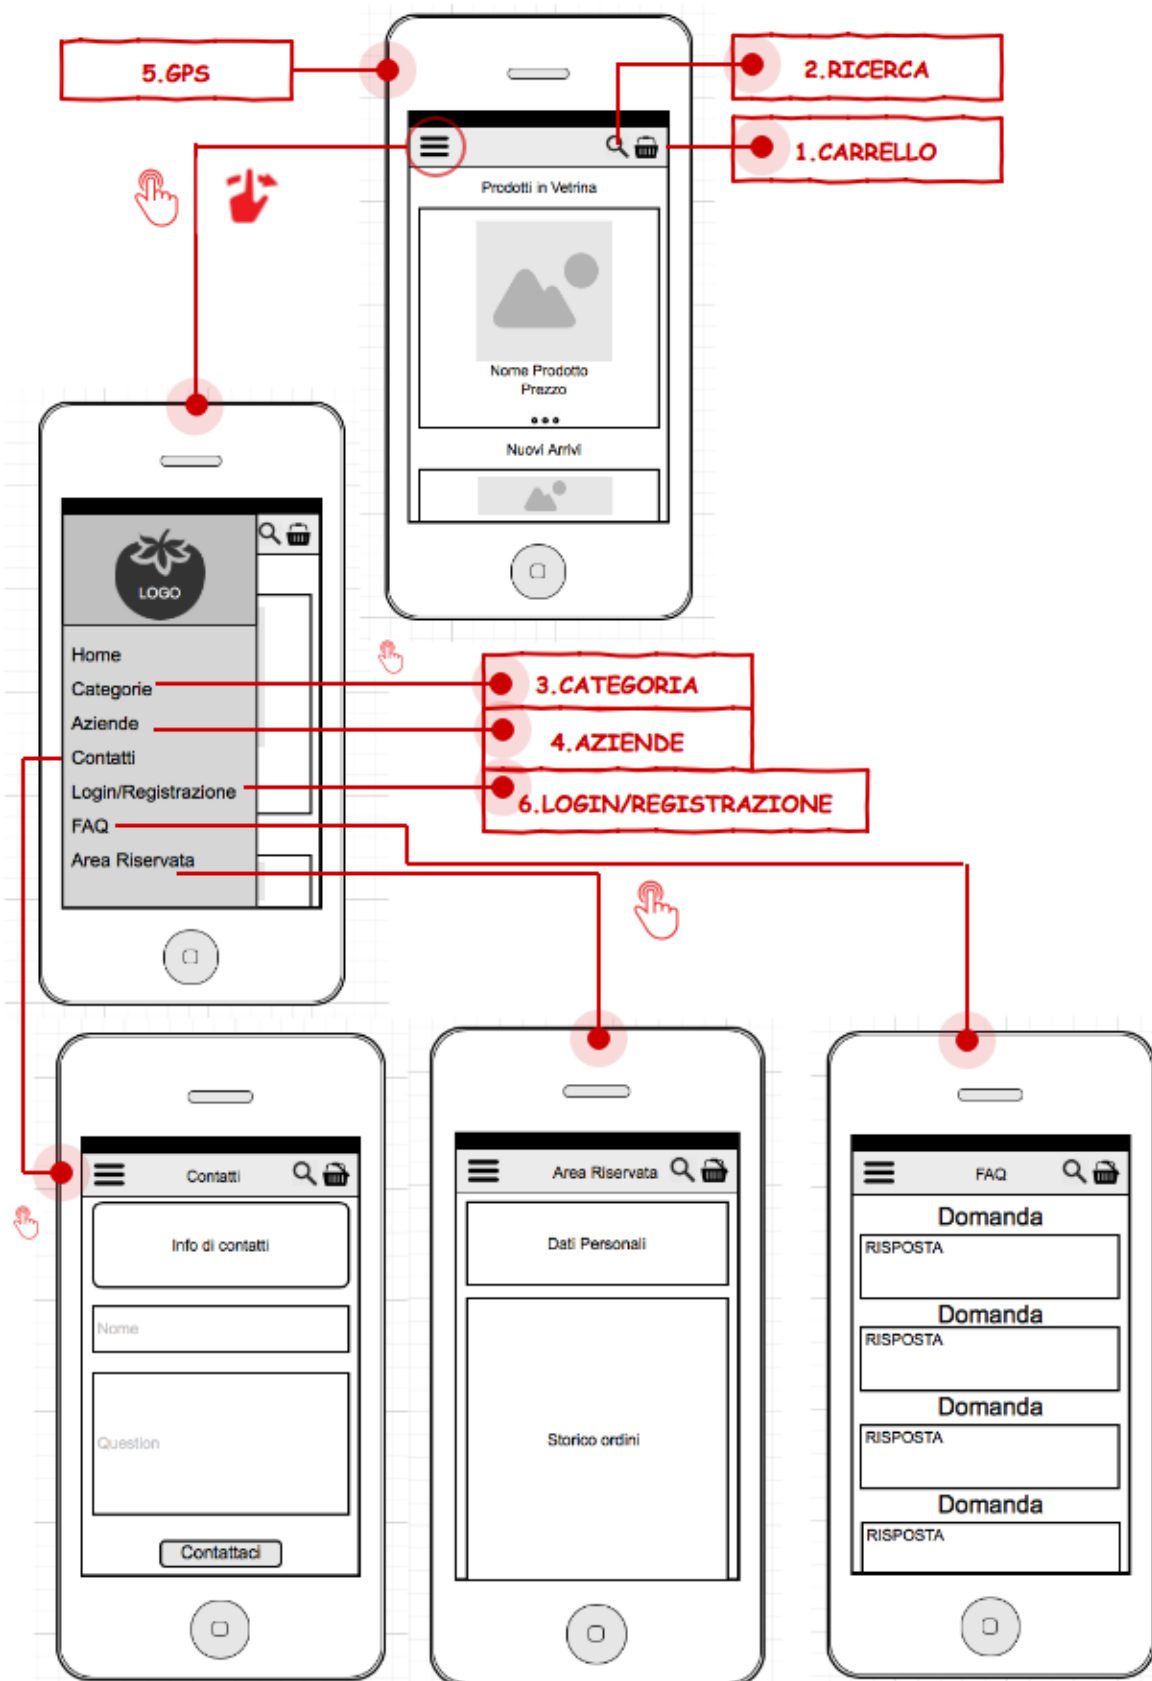 5.GPS
2.RICERCA
1.CARRELLO
Prodotti in Vetrina
Nome Prodotto
Prezzo
Nuovi Arrivi
LOGO
Home
Categorie
Aziende
Contatti
Login/Registrazione
FAQ
Area Riservata
3.CATEGORIA
4.AZIENDE
6.LOGIN/REGISTRAZIONE
Contatti
Info di contatti
Nome
Question
Contattaci
Area Riservata
Dati Personali
Storico ordini
FAQ
Domanda
RISPOSTA
Domanda
RISPOSTA
Domanda
RISPOSTA
Domanda
RISPOSTA